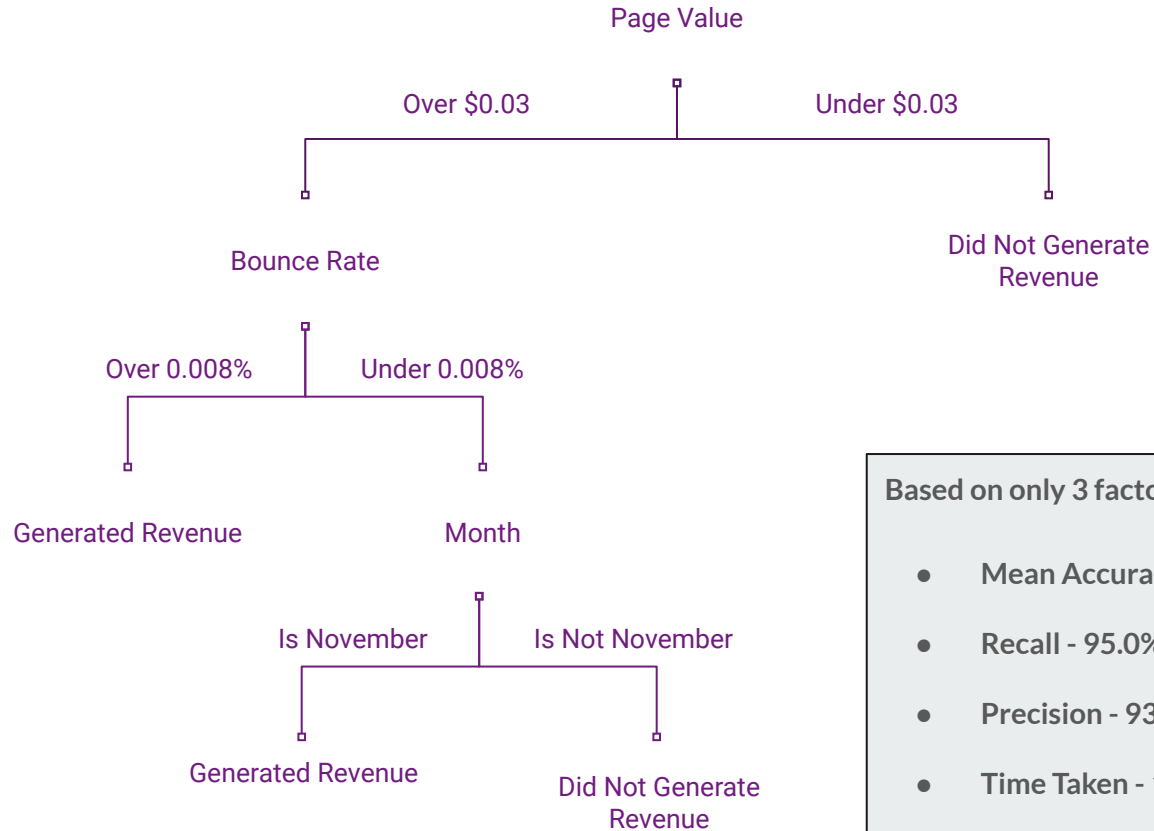 Page Value
Over $0.03
Under $0.03
Bounce Rate
Did Not Generate
Revenue
Over 0.008%
Under 0.008%
Generated Revenue
Month
Is November
Is Not November
Generated Revenue
Did Not Generate
Revenue
Based on only 3
● Mean
● Recall - 95.0%
● Precision - 93
● Time Taken -